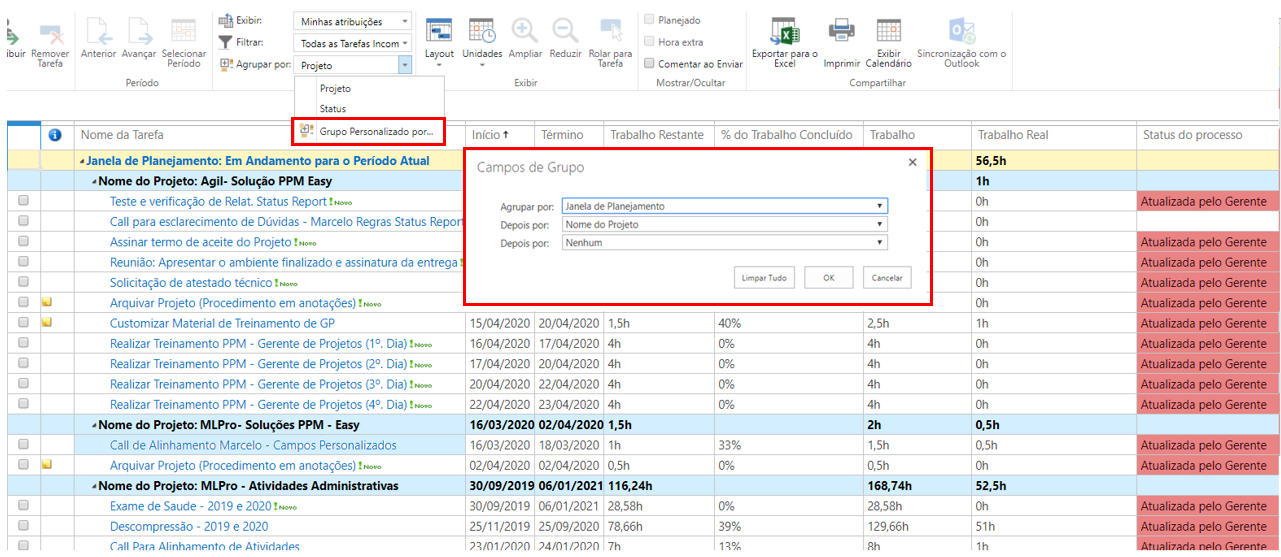 ibuir
Remover Tarefa
Anterior
Avançar
Selecionar Período
Período
Exibir: Minhas atribuições
Filtrar: Todas as Tarefas Incom
Agrupar por: Projeto
Projeto
Status
Grupo Personalizado por...
Layout
Unidades
Ampliar
Reduzir
Rolar para Tarefa
Exibir
Planejado
Hora extra
Comentar ao Enviar
Mostrar/Ocultar
Exportar para o Excel
Imprimir
Exibir Calendário
Sincronização com o Outlook
Compartilhar
Nome da Tarefa Início Término Trabalho Restante % do Trabalho Concluído Trabalho Trabalho Real Status do processo
Janela de Planejamento: Em Andamento para o Período Atual 56,5h
Nome do Projeto: Agil- Solução PPM Easy 1h
Teste e verificação de Relat. Status Report ! Novo 0h Atualizada pelo Gerente
Call para esclarecimento de Dúvidas - Marcelo Regras Status Report 0h
Assinar termo de aceite do Projeto ! Novo 0h Atualizada pelo Gerente
Reunião: Apresentar o ambiente finalizado e assinatura da entrega ! 0h Atualizada pelo Gerente
Solicitação de atestado técnico ! Novo 0h Atualizada pelo Gerente
Arquivar Projeto (Procedimento em anotações) ! Novo 0h Atualizada pelo Gerente
Campos de Grupo
Agrupar por: Janela de Planejamento
Depois por: Nome do Projeto
Depois por: Nenhum
Limpar Tudo OK Cancelar
Customizar Material de Treinamento de GP 15/04/2020 20/04/2020 1,5h 40% 2,5h 1h Atualizada pelo Gerente
Realizar Treinamento PPM - Gerente de Projetos (1º. Dia) ! Novo 16/04/2020 17/04/2020 4h 0% 4h 0h Atualizada pelo Gerente
Realizar Treinamento PPM - Gerente de Projetos (2º. Dia) ! Novo 17/04/2020 20/04/2020 4h 0% 4h 0h Atualizada pelo Gerente
Realizar Treinamento PPM - Gerente de Projetos (3º. Dia) ! Novo 20/04/2020 22/04/2020 4h 0% 4h 0h Atualizada pelo Gerente
Realizar Treinamento PPM - Gerente de Projetos (4º. Dia) ! Novo 22/04/2020 23/04/2020 4h 0% 4h 0h Atualizada pelo Gerente
Nome do Projeto: MLPro- Soluções PPM - Easy 16/03/2020 02/04/2020 1,5h 2h 0,5h
Call de Alinhamento Marcelo - Campos Personalizados 16/03/2020 18/03/2020 1h 33% 1,5h 0,5h Atualizada pelo Gerente
Arquivar Projeto (Procedimento em anotações) ! Novo 02/04/2020 02/04/2020 0,5h 0% 0,5h 0h Atualizada pelo Gerente
Nome do Projeto: MLPro - Atividades Administrativas 30/09/2019 06/01/2021 116,24h 168,74h 52,5h
Exame de Saude - 2019 e 2020 ! Novo 30/09/2019 06/01/2021 28,58h 0% 28,58h 0h Atualizada pelo Gerente
Descompressão - 2019 e 2020 25/11/2019 25/09/2020 78,66h 39% 129,66h 51h Atualizada pelo Gerente
Call Para Alinhamento de Atividades 23/01/2020 24/01/2020 7h 13% 8h 1h Atualizada pelo Gerente